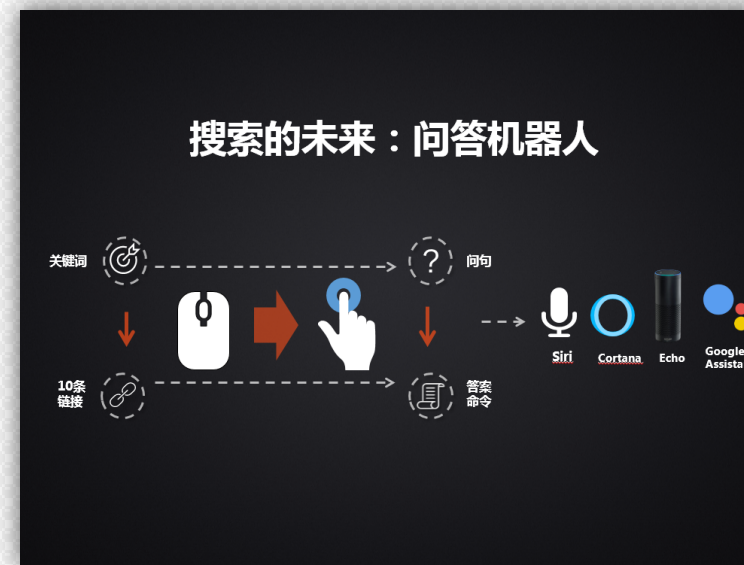 搜索的未来：问答机器人
关键词
?
问句
10条
链接
答案
命令
Siri
Cortana
Echo
Google
Assista